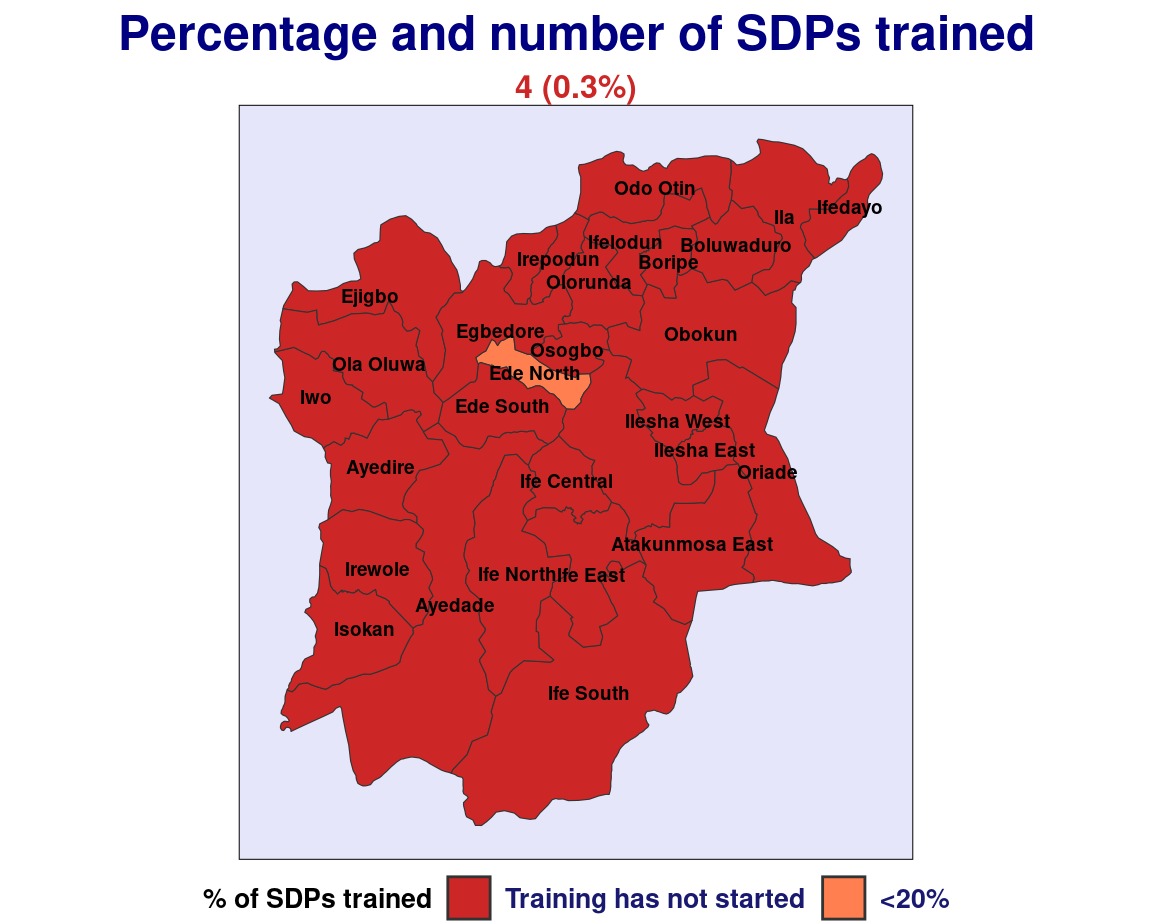 Percentage and number of SDPs trained
4 (0.3%)
Odo Otin
Ifedayo
Ila
Ifelodun
Boluwaduro
Irepodun
Boripe
Olorunda
Ejigbo
Egbedore
Obokun
Osogbo
Ola Oluwa
Ede North
Iwo
Ede South
Ilesha West
Ilesha East
Ayedire
Oriade
Ife Central
Atakunmosa East
Irewole
Ife North
Ife East
Ayedade
Isokan
Ife South
% of SDPs trained Training has not started <20%